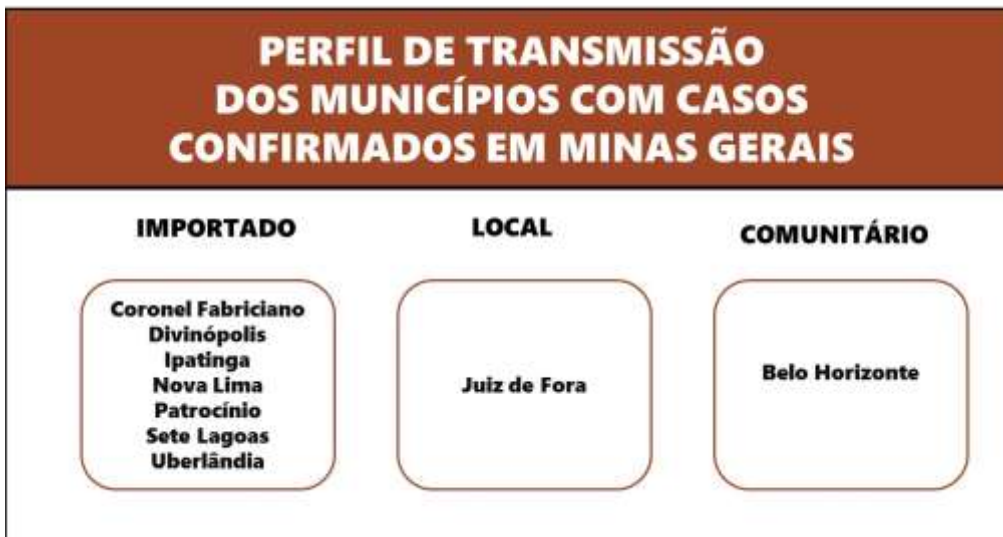 PERFIL DE TRANSMISSÃO
DOS MUNICÍPIOS COM CASOS
CONFIRMADOS EM MINAS GERAIS
IMPORTADO
Coronel Fabriciano
Divinópolis
Ipatinga
Nova Lima
Patrocínio
Sete Lagoas
Uberlândia
LOCAL
Juiz de Fora
COMUNITÁRIO
Belo Horizonte